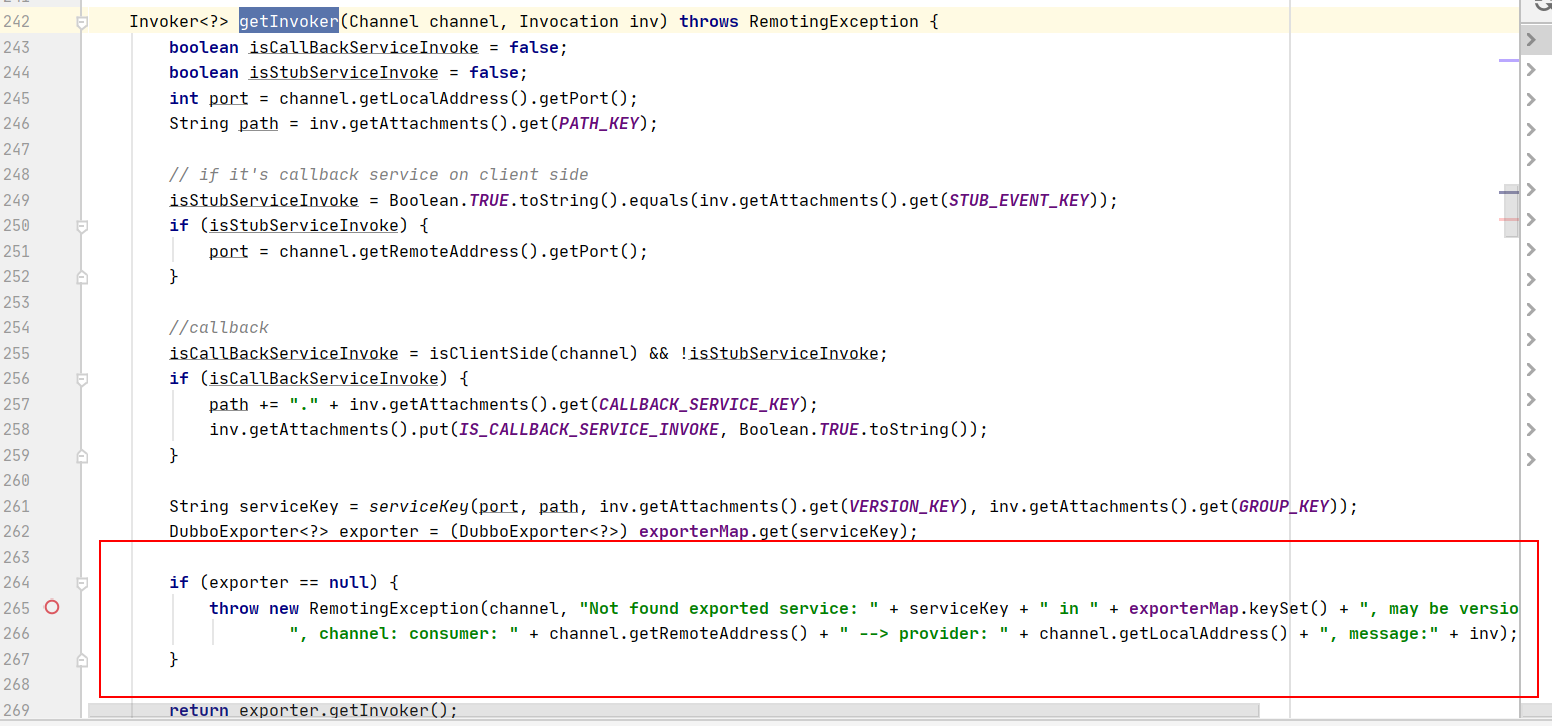 242 Invoker<?> getInvoker(Channel channel, Invocation inv) throws RemotingException {
243 boolean isCallBackServiceInvoke = false;
244 boolean isStubServiceInvoke = false;
245 int port = channel.getLocalAddress().getPort();
246 String path = inv.getAttachments().get(PATH_KEY);
247
248 // if it's callback service on client side
249 isStubServiceInvoke = Boolean.TRUE.toString().equals(inv.getAttachments().get(STUB_EVENT_KEY));
250 if (isStubServiceInvoke) {
251 port = channel.getRemoteAddress().getPort();
252 }
253
254 //callback
255 isCallBackServiceInvoke = isClientSide(channel) && !isStubServiceInvoke;
256 if (isCallBackServiceInvoke) {
257 path += "." + inv.getAttachments().get(CALLBACK_SERVICE_KEY);
258 inv.getAttachments().put(IS_CALLBACK_SERVICE_INVOKE, Boolean.TRUE.toString());
259 }
260
261 String serviceKey = serviceKey(port, path, inv.getAttachments().get(VERSION_KEY), inv.getAttachments().get(GROUP_KEY));
262 DubboExporter<?> exporter = (DubboExporter<?>) exporterMap.get(serviceKey);
263
264 if (exporter == null) {
265 throw new RemotingException(channel, "Not found exported service: " + serviceKey + " in " + exporterMap.keySet() + ", may be versio
266 ", channel: consumer: " + channel.getRemoteAddress() + " --> provider: " + channel.getLocalAddress() + ", message:" + inv);
267 }
268
269 return exporter.getInvoker();